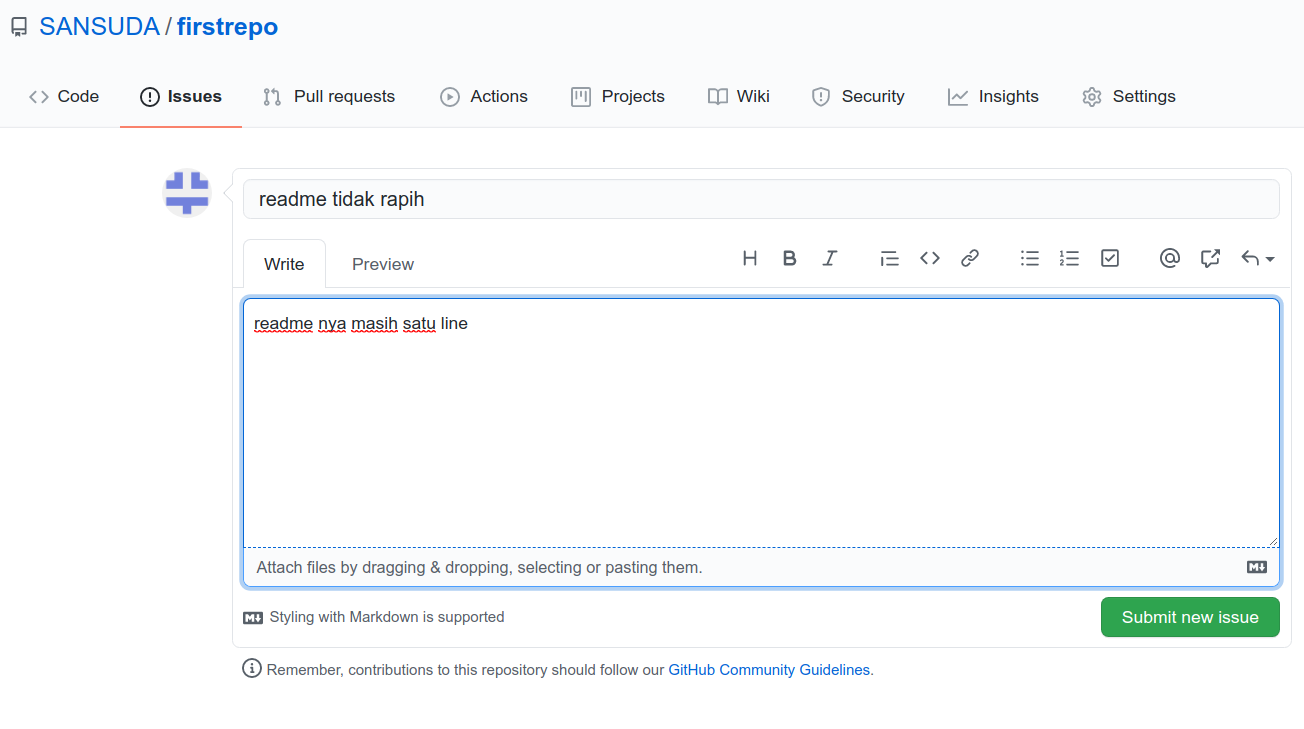 SANSUDA / firstrepo
Code Issues Pull requests Actions Projects Wiki Security Insights Settings
readme tidak rapih
Write Preview
readme nya masih satu line
Attach files by dragging & dropping, selecting or pasting them.
Styling with Markdown is supported
Submit new issue
Remember, contributions to this repository should follow our GitHub Community Guidelines.